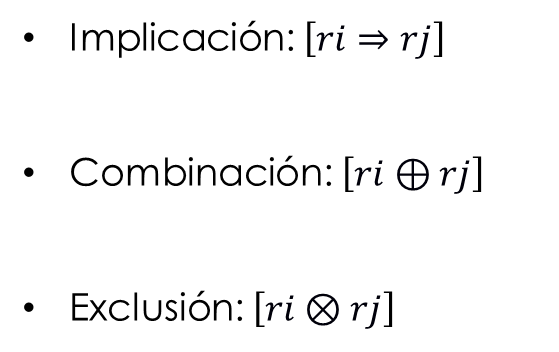 • Implicación: [ri ⇒ rj]
• Combinación: [ri ⊕ rj]
• Exclusión: [ri ⊗ rj]